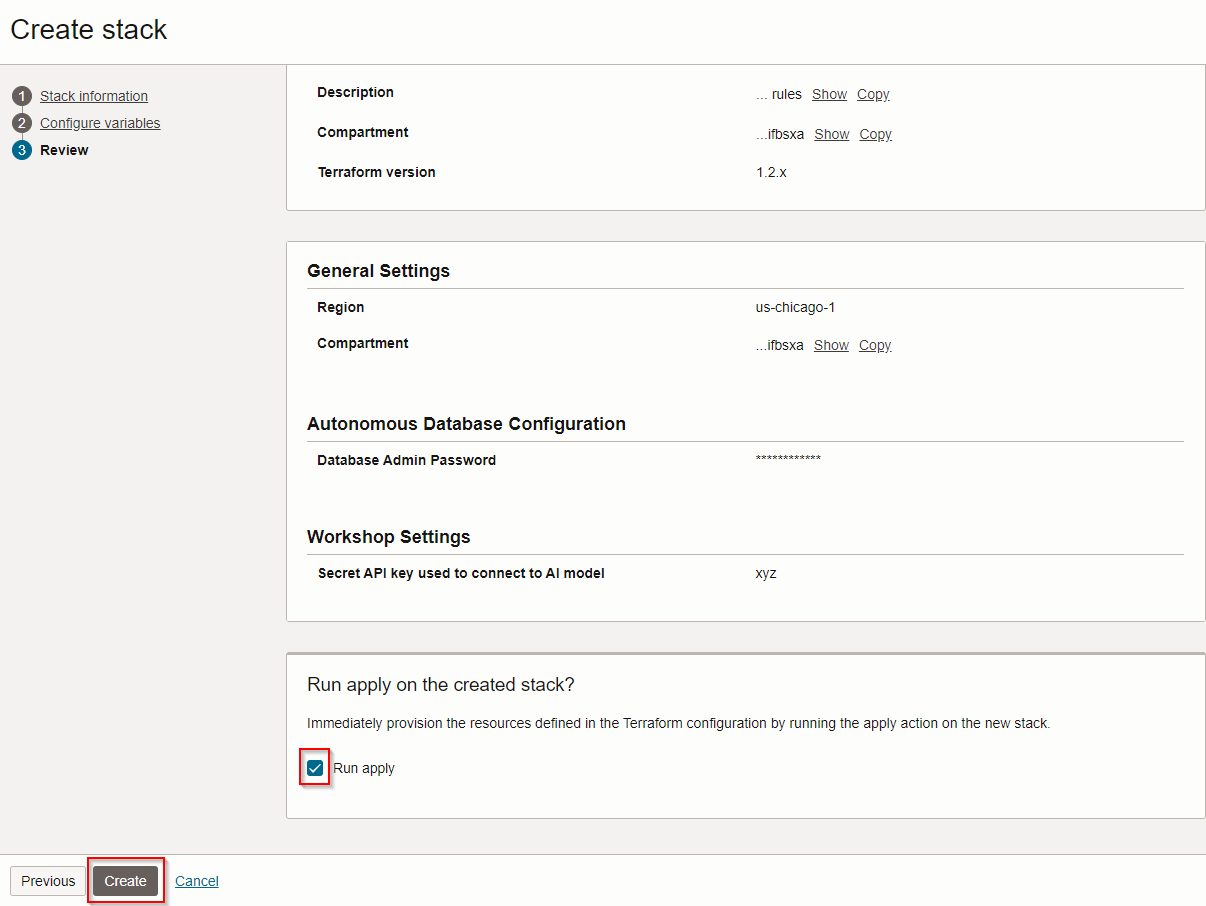 Create stack
1 Stack information
2 Configure variables
3 Review
Description ... rules Show Copy
Compartment ...ifbsxa Show Copy
Terraform version 1.2.x
General Settings
Region us-chicago-1
Compartment ...ifbsxa Show Copy
Autonomous Database Configuration
Database Admin Password ************
Workshop Settings
Secret API key used to connect to AI model xyz
Run apply on the created stack?
Immediately provision the resources defined in the Terraform configuration by running the apply action on the new stack.
Run apply
Previous Create Cancel